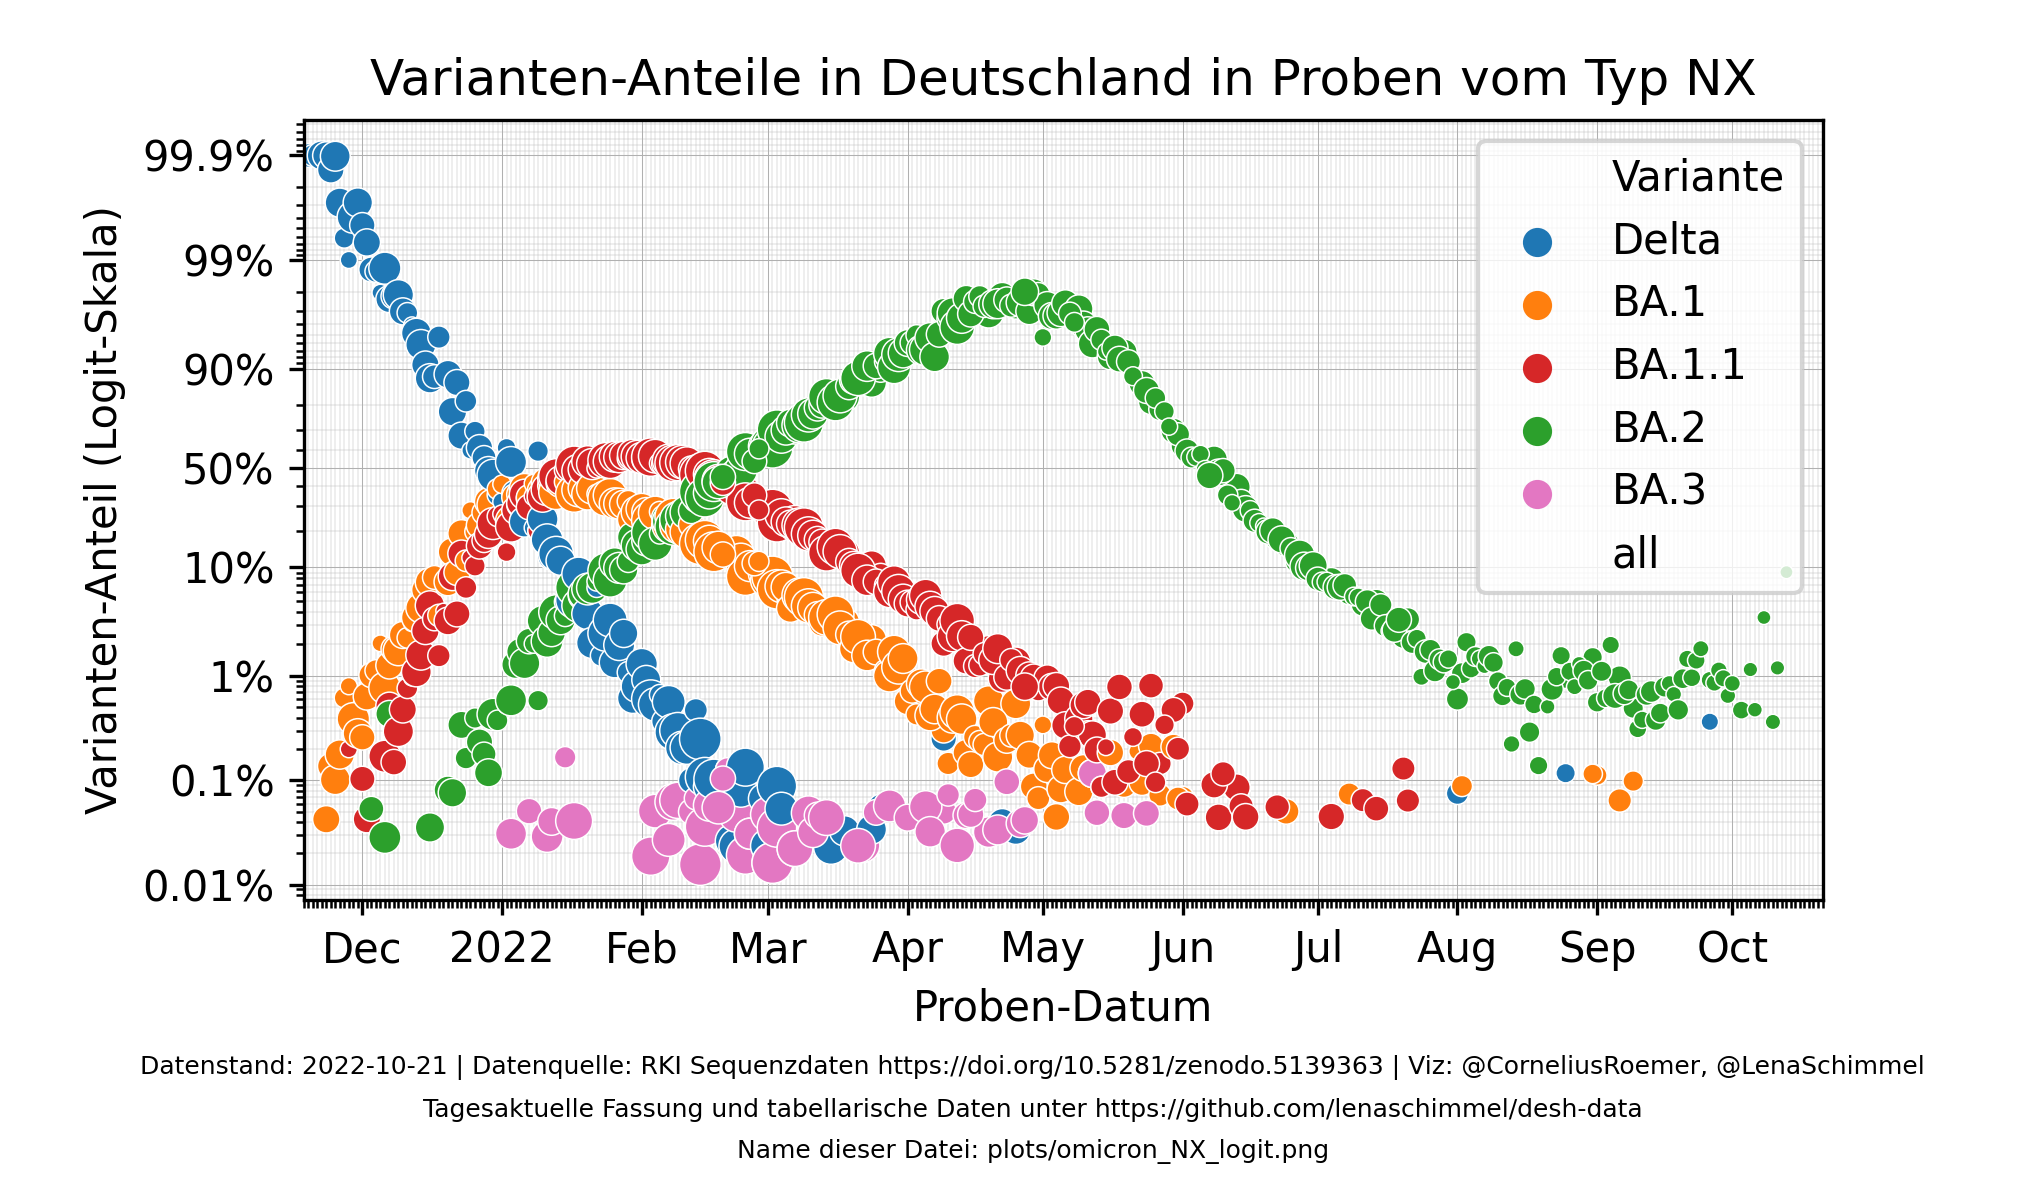 Varianten-Anteile in Deutschland in Proben vom Typ NX
Varianten-Anteil (Logit-Skala)
99.9%
99%
90%
50%
10%
1%
0.1%
0.01%
Variante
Delta
BA.1
BA.1.1
BA.2
BA.3
all
Dec 2022 Feb Mar Apr May Jun Jul Aug Sep Oct
Proben-Datum
Datenstand: 2022-10-21 | Datenquelle: RKI Sequenzdaten https://doi.org/10.5281/zenodo.5139363 | Viz: @CorneliusRoemer, @LenaSchimmel
Tagesaktuelle Fassung und tabellarische Daten unter https://github.com/lenaschimmel/desh-data
Name dieser Datei: plots/omicron_NX_logit.png